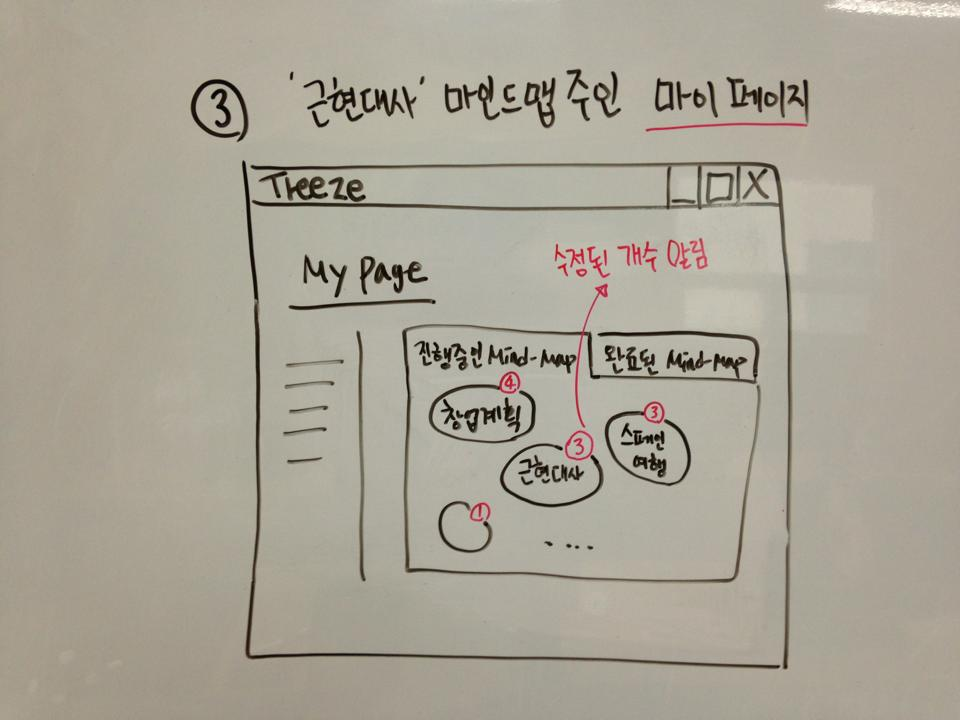 ③ '근현대사' 마인드맵 주인 마이 페이지
Treeze _ □ X
My page
수정된 개수 알림
진행중인 Mind-Map
완료된 Mind-Map
④
창업계획
③
근현대사
③
스페인
여행
①
....